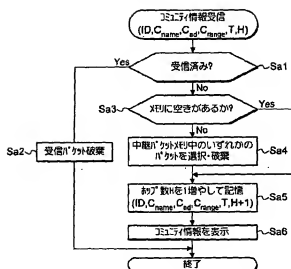 コミュニティ情報受信
(ID,Cname,Cad,Crange,T,H)
Yes
受信済み?
Sa1
No
Sa3
メモリに空きがあるか?
No
Sa2
受信パケット破棄
中継パケットメモリ中のいずれかの
パケットを選択・破棄
Sa4
ホップ数Hを1増やして記憶
(ID,Cname,Cad,Crange,T,H+1)
Sa5
コミュニティ情報を表示
Sa6
終了